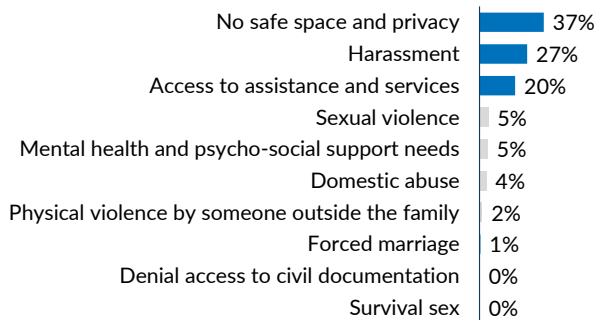 No safe space and privacy 37%
Harassment 27%
Access to assistance and services 20%
Sexual violence 5%
Mental health and psycho-social support needs 5%
Domestic abuse 4%
Physical violence by someone outside the family 2%
Forced marriage 1%
Denial access to civil documentation 0%
Survival sex 0%